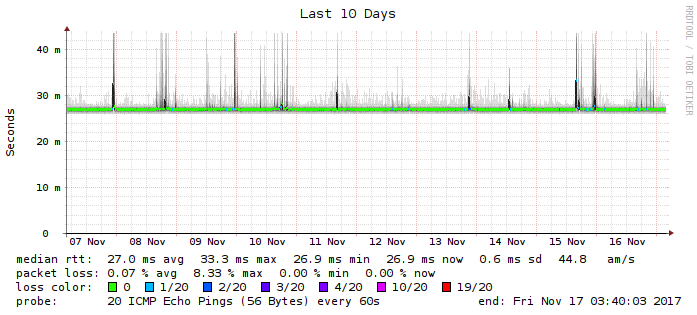 Last 10 Days
RRDTOOL / TOBI OETIKER
Seconds
40 m
30 m
20 m
10 m
0
07 Nov 08 Nov 09 Nov 10 Nov 11 Nov 12 Nov 13 Nov 14 Nov 15 Nov 16 Nov
median rtt: 27.0 ms avg 33.3 ms max 26.9 ms min 26.9 ms now 0.6 ms sd 44.8 am/s
packet loss: 0.07 % avg 8.33 % max 0.00 % min 0.00 % now
loss color: 0 1/20 2/20 3/20 4/20 10/20 19/20
probe: 20 ICMP Echo Pings (56 Bytes) every 60s end: Fri Nov 17 03:40:03 2017